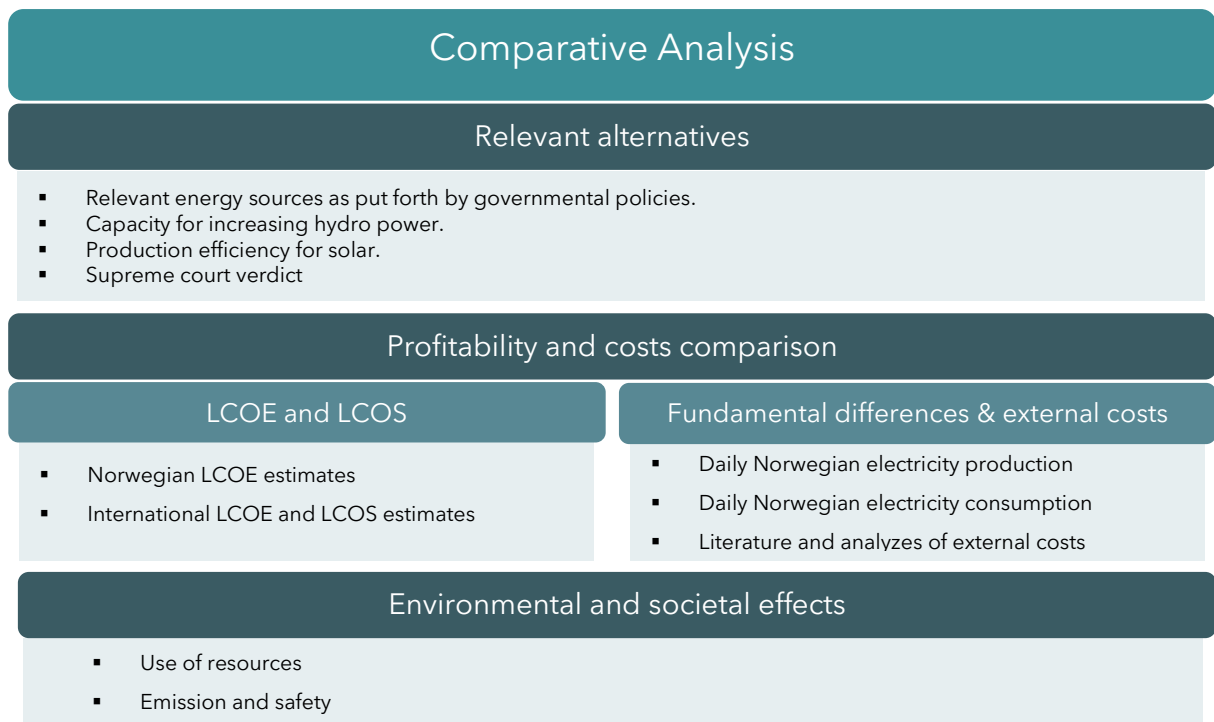 Comparative Analysis
Relevant alternatives
▪ Relevant energy sources as put forth by governmental policies.
▪ Capacity for increasing hydro power.
▪ Production efficiency for solar.
▪ Supreme court verdict
Profitability and costs comparison
LCOE and LCOS
▪ Norwegian LCOE estimates
▪ International LCOE and LCOS estimates
Fundamental differences & external costs
▪ Daily Norwegian electricity production
▪ Daily Norwegian electricity consumption
▪ Literature and analyzes of external costs
Environmental and societal effects
▪ Use of resources
▪ Emission and safety